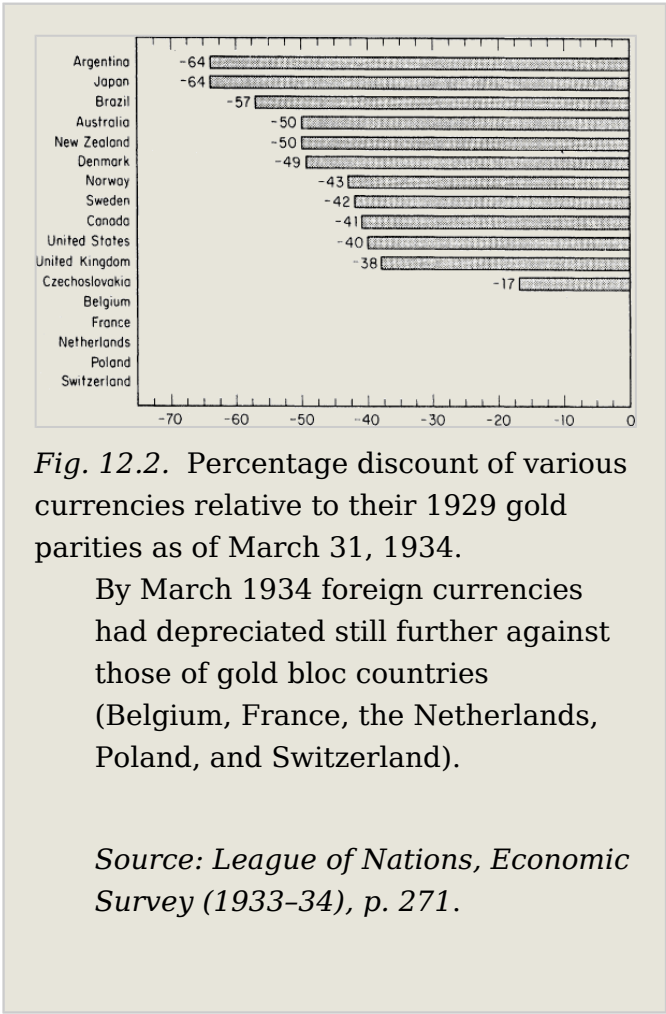 Argentina -64
Japan -64
Brazil -57
Australia -50
New Zealand -50
Denmark -49
Norway -43
Sweden -42
Canada -41
United States -40
United Kingdom -38
Czechoslovakia -17
Belgium
France
Netherlands
Poland
Switzerland
-70 -60 -50 -40 -30 -20 -10 0
Fig. 12.2. Percentage discount of various
currencies relative to their 1929 gold
parities as of March 31, 1934.
By March 1934 foreign currencies
had depreciated still further against
those of gold bloc countries
(Belgium, France, the Netherlands,
Poland, and Switzerland).
Source: League of Nations, Economic
Survey (1933–34), p. 271.